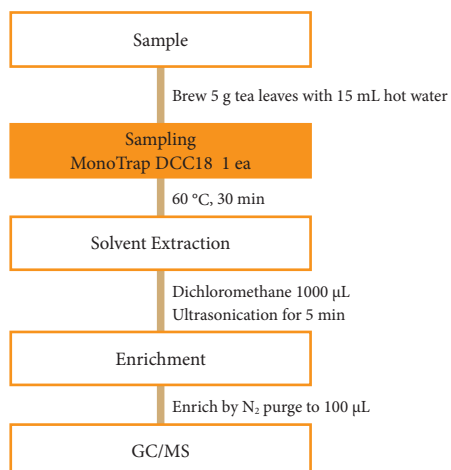 Sample
Brew 5 g tea leaves with 15 mL hot water
Sampling
MonoTrap DCC18  1 ea
60 °C, 30 min
Solvent Extraction
Dichloromethane 1000 µL
Ultrasonication for 5 min
Enrichment
Enrich by N₂ purge to 100 µL
GC/MS